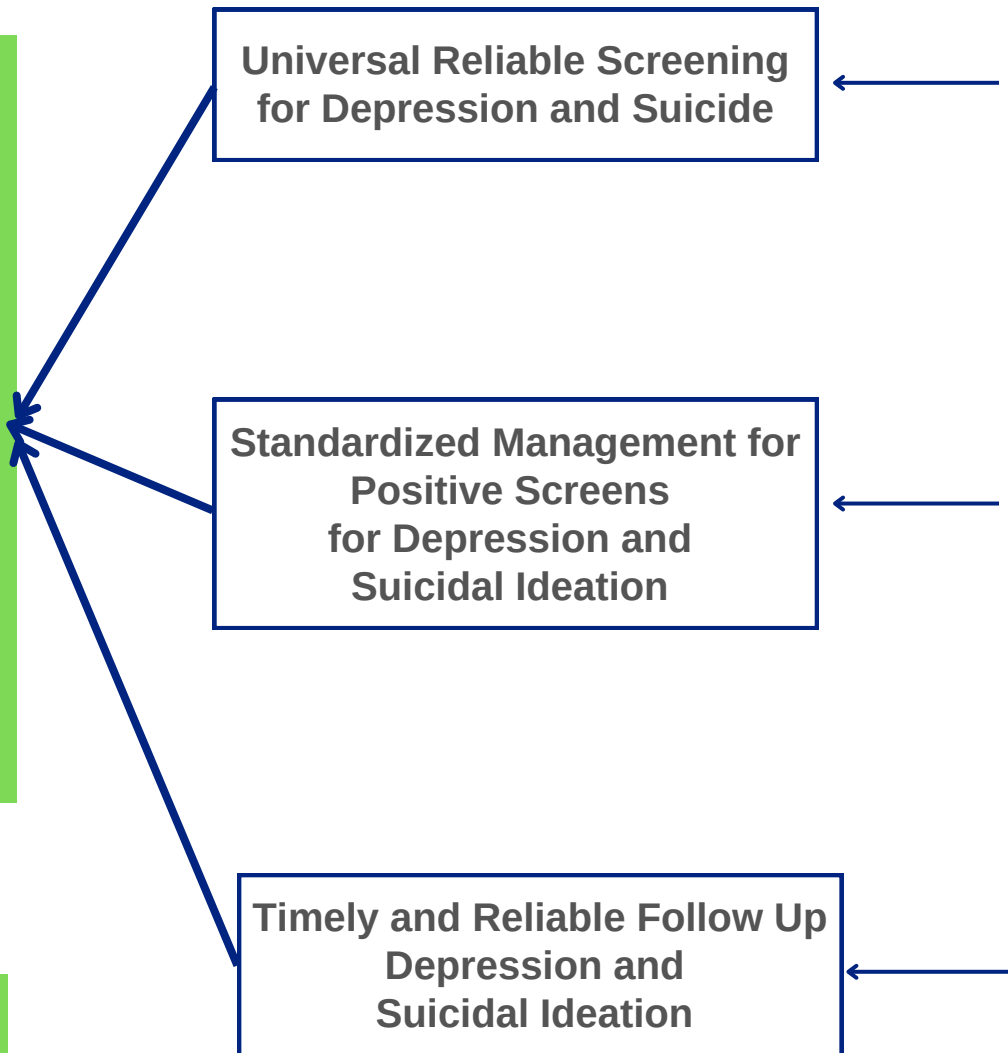 Universal Reliable Screening
for Depression and Suicide
Standardized Management for
Positive Screens
for Depression and
Suicidal Ideation
Timely and Reliable Follow Up
Depression and
Suicidal Ideation